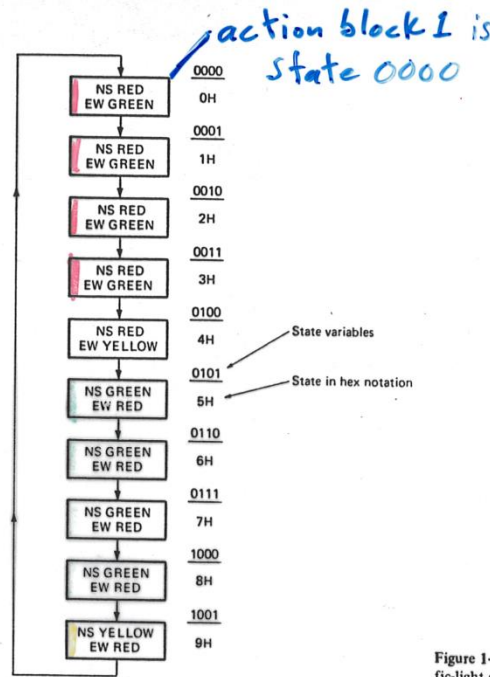 action block 1 is
state 0000
0000
NS RED
EW GREEN
0H
0001
NS RED
EW GREEN
1H
0010
NS RED
EW GREEN
2H
0011
NS RED
EW GREEN
3H
0100
NS RED
EW YELLOW
4H
State variables
0101
NS GREEN
EW RED
5H
State in hex notation
0110
NS GREEN
EW RED
6H
0111
NS GREEN
EW RED
7H
1000
NS GREEN
EW RED
8H
1001
NS YELLOW
EW RED
9H
Figure 1-
fic-light